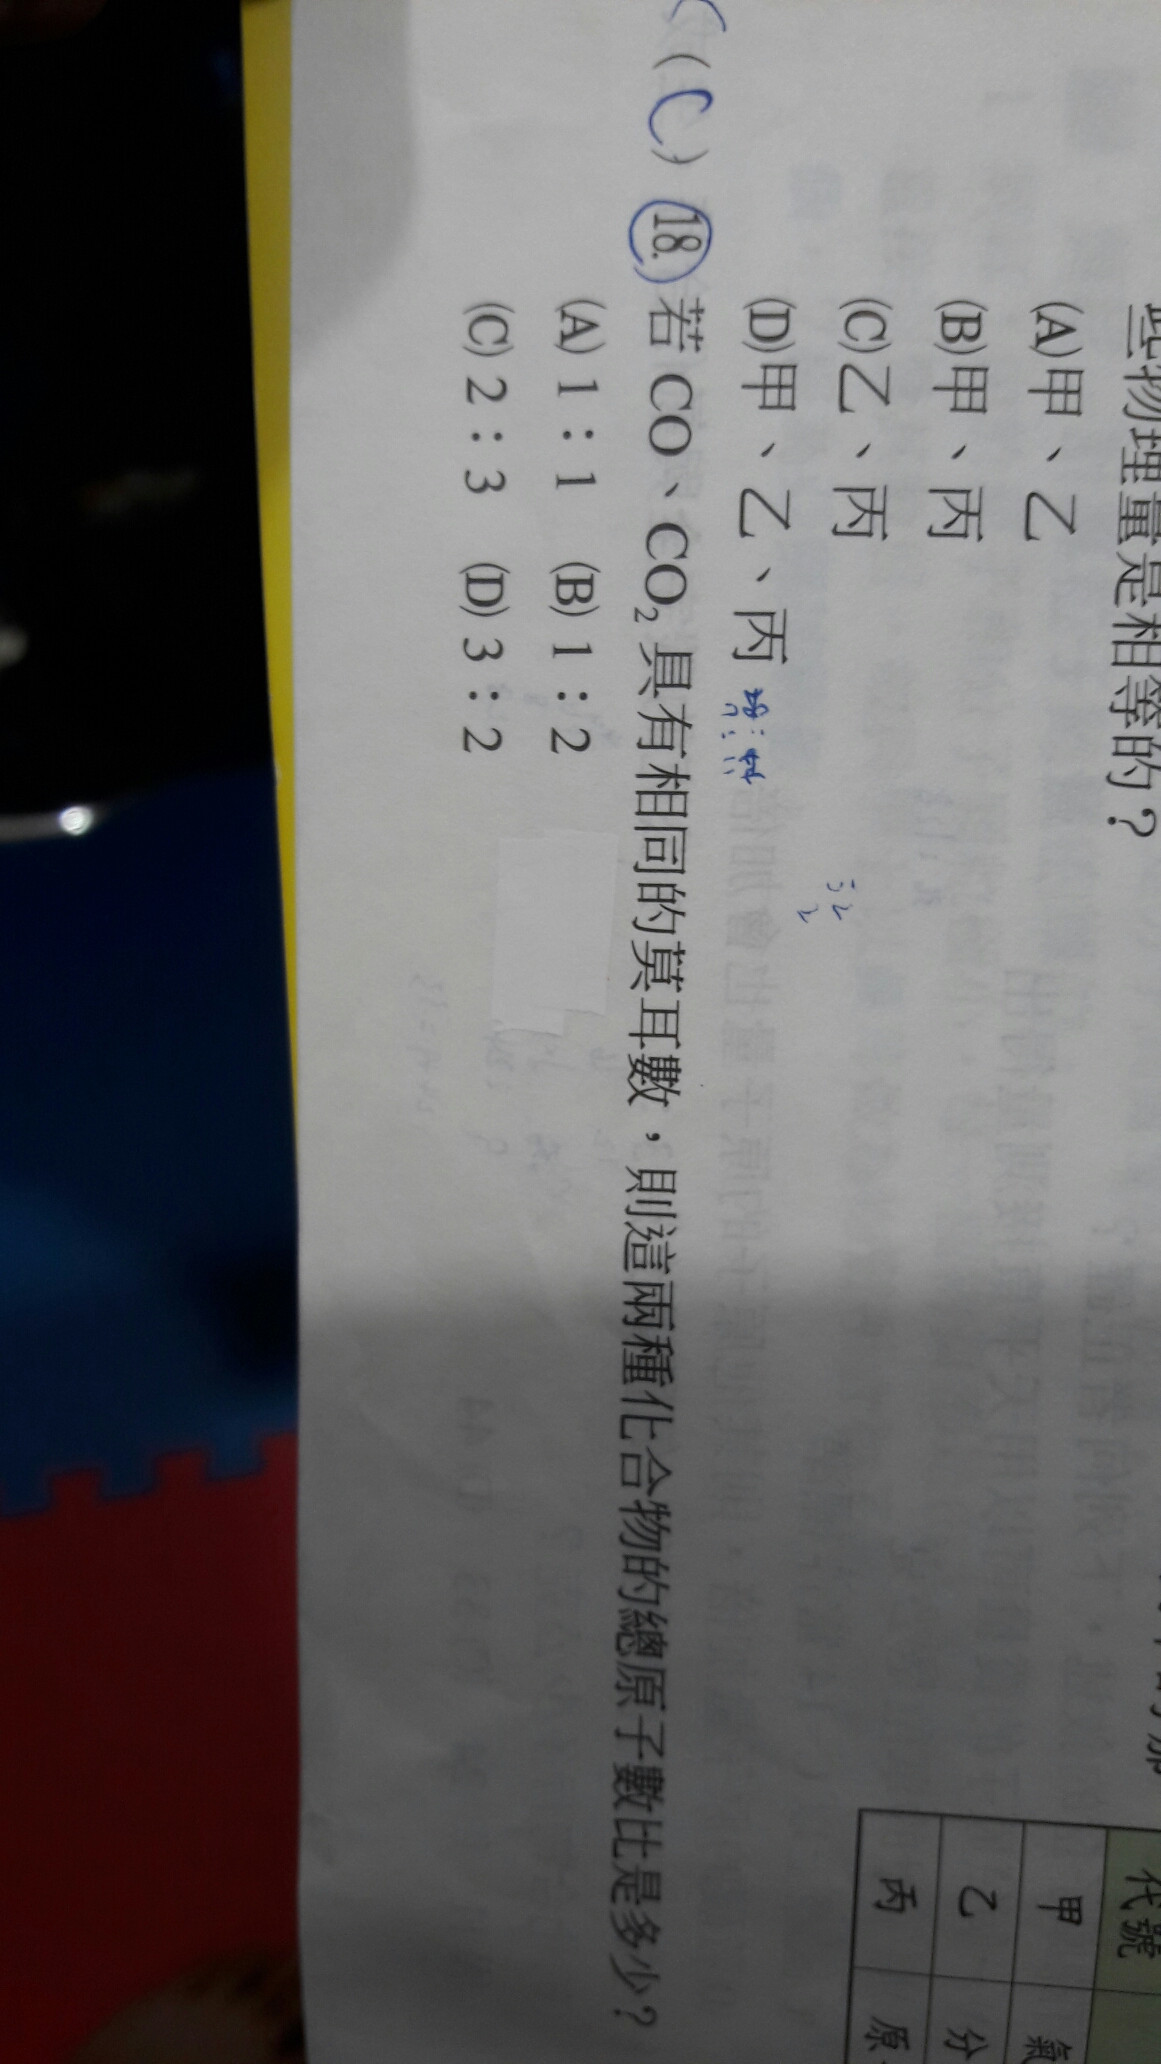 些物理量是相等的？
(A)甲、乙
(B)甲、丙
(C)乙、丙
(D)甲、乙、丙
(C) 18. 若 CO、CO₂ 具有相同的莫耳數，則這兩種化合物的總原子數比是多少？
(A) 1：1 (B) 1：2
(C) 2：3 (D) 3：2
代號
甲 氣
乙 分
丙 原